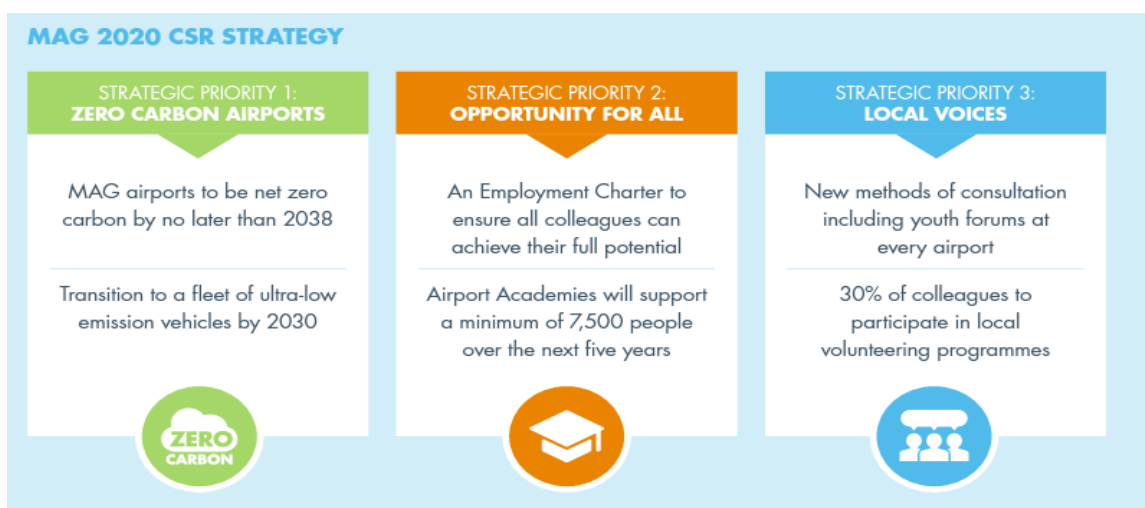 MAG 2020 CSR STRATEGY
STRATEGIC PRIORITY 1:
ZERO CARBON AIRPORTS
MAG airports to be net zero
carbon by no later than 2038
Transition to a fleet of ultra-low
emission vehicles by 2030
ZERO
CARBON
STRATEGIC PRIORITY 2:
OPPORTUNITY FOR ALL
An Employment Charter to
ensure all colleagues can
achieve their full potential
Airport Academies will support
a minimum of 7,500 people
over the next five years
STRATEGIC PRIORITY 3:
LOCAL VOICES
New methods of consultation
including youth forums at
every airport
30% of colleagues to
participate in local
volunteering programmes